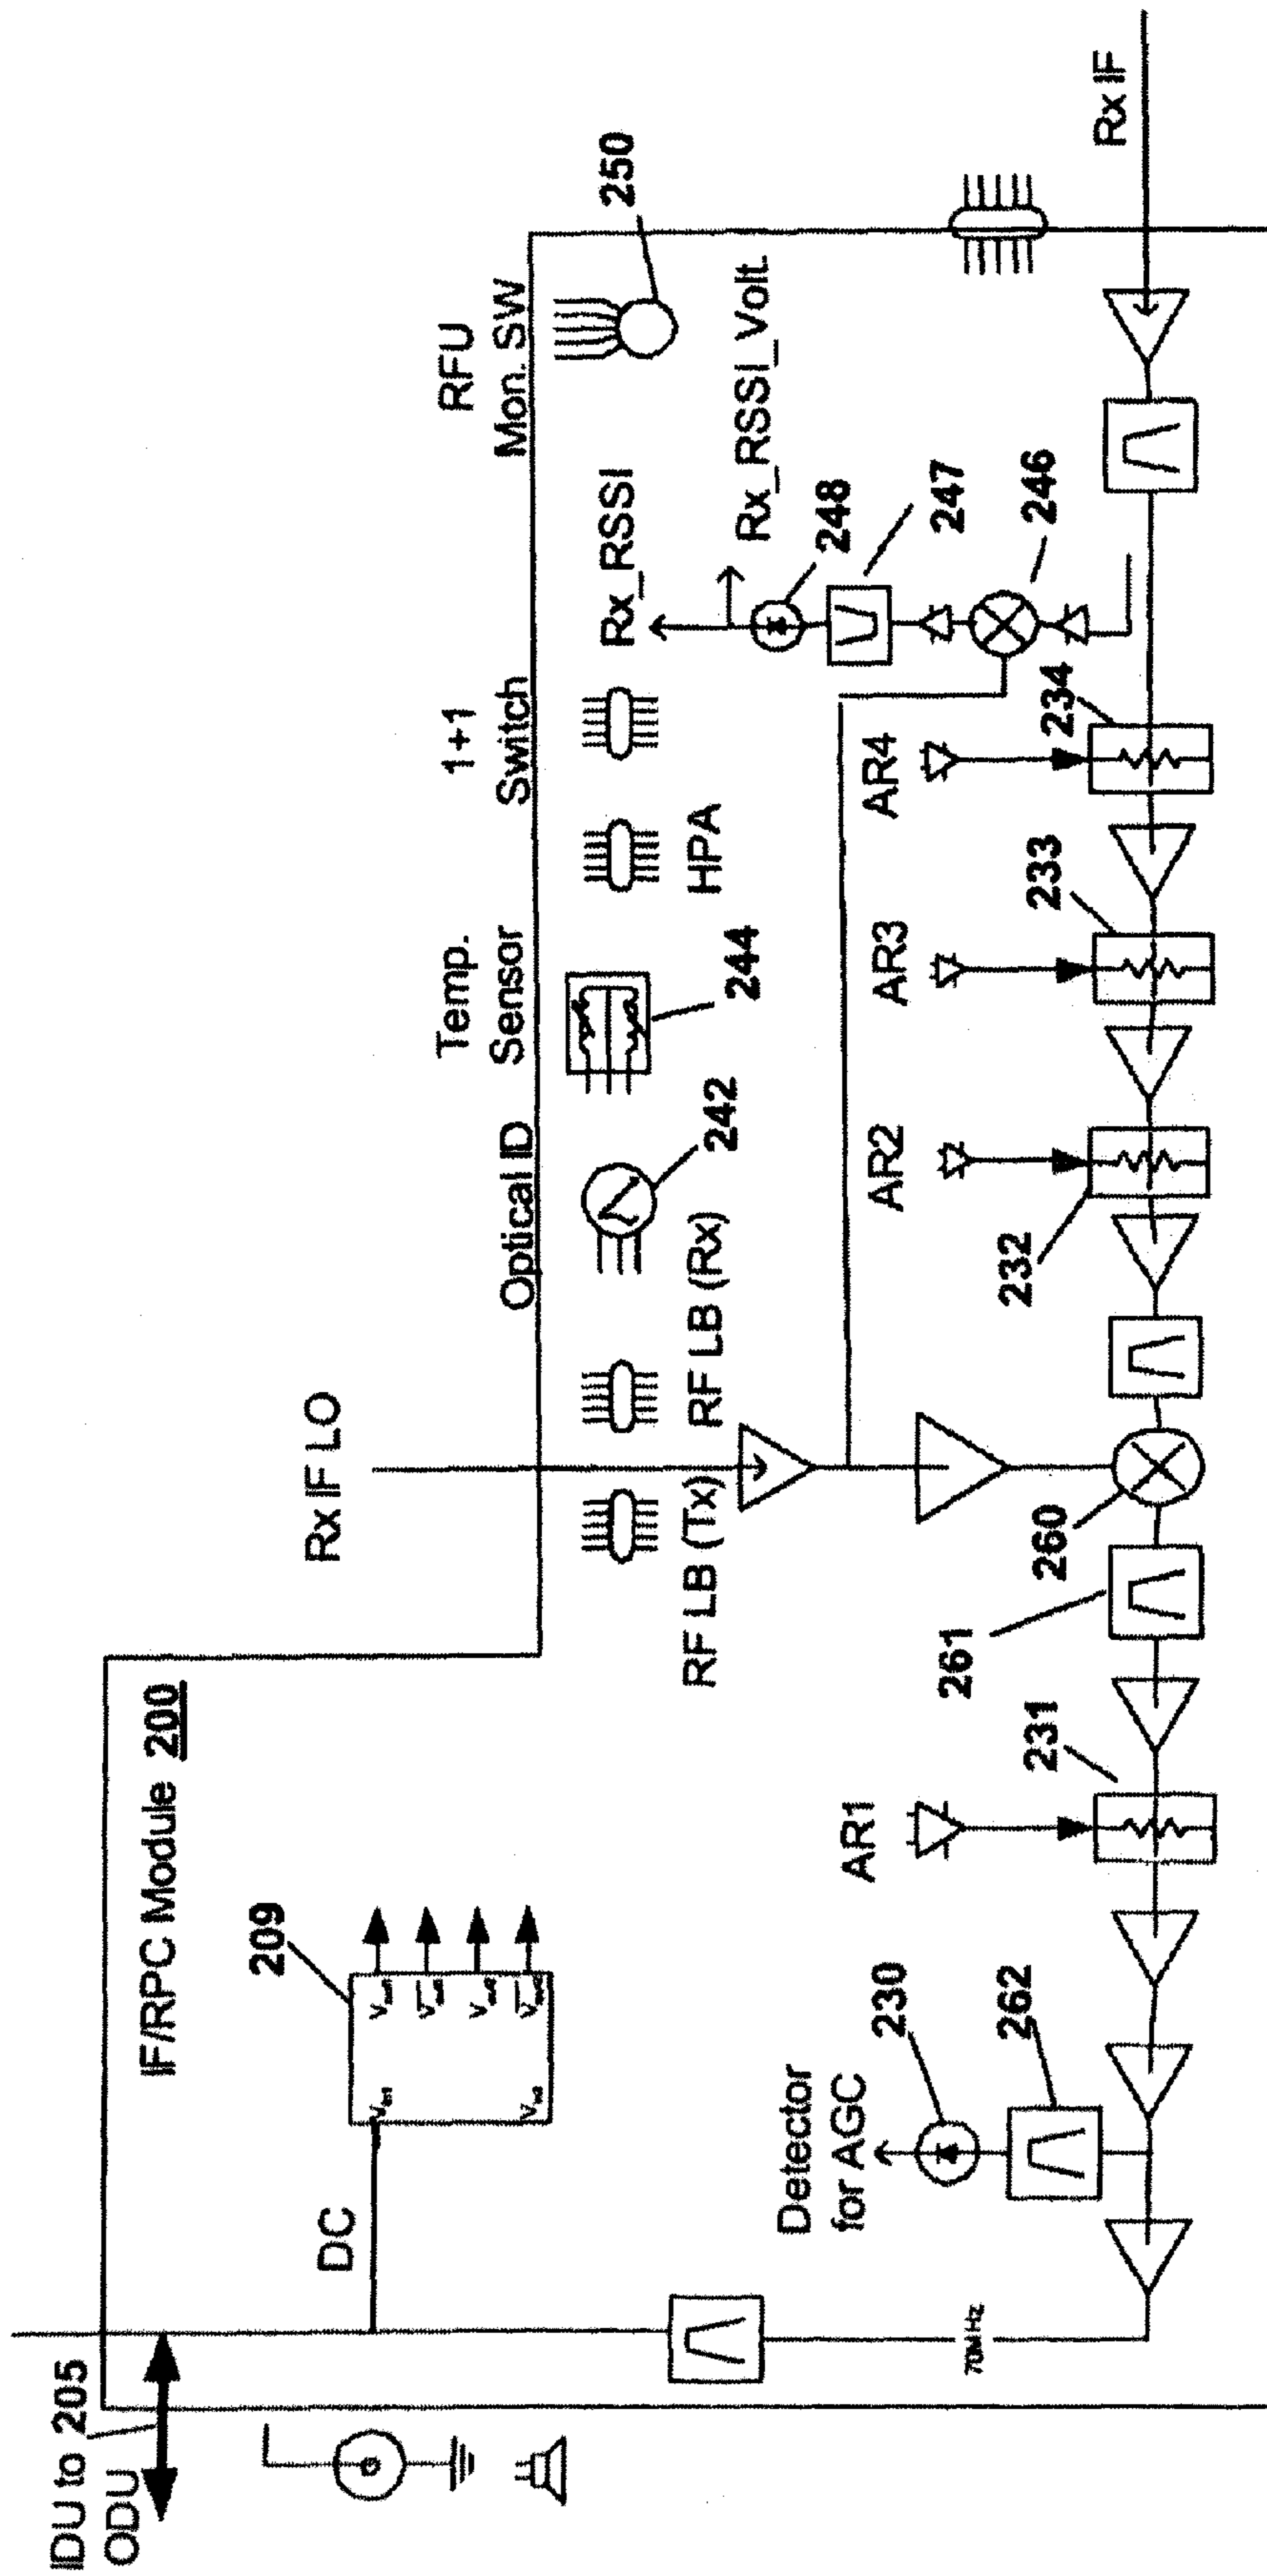 IDU to 205
ODU
IF/RPC Module 200
209
DC
Rx IF LO
Optical ID
Temp.
Sensor
1+1
Switch
RFU
Mon. SW
250
RF LB (Tx)
RF LB (Rx)
242
244
HPA
Rx_RSSI
Rx_RSSI_Volt.
248
247
246
Rx IF
Detector
for AGC
230
262
AR1
231
261
260
AR2
232
AR3
233
AR4
234
70MHz